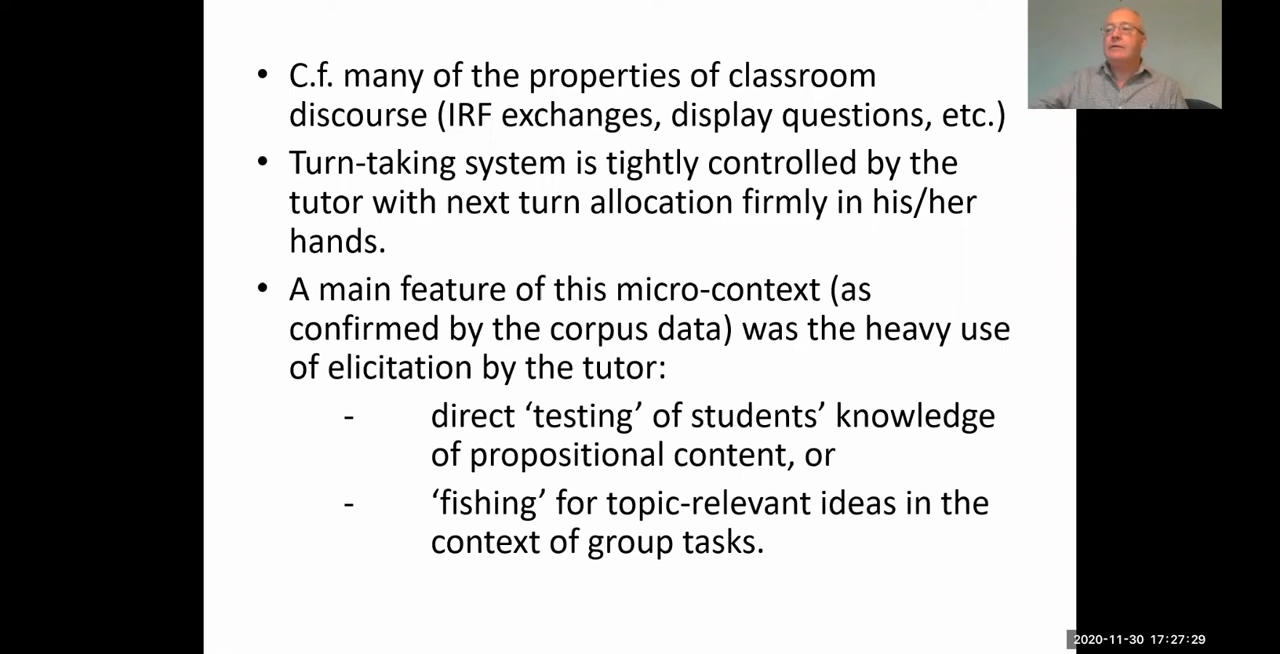 • C.f. many of the properties of classroom
discourse (IRF exchanges, display questions, etc.)
• Turn-taking system is tightly controlled by the
tutor with next turn allocation firmly in his/her
hands.
• A main feature of this micro-context (as
confirmed by the corpus data) was the heavy use
of elicitation by the tutor:
- direct ‘testing’ of students’ knowledge
of propositional content, or
- ‘fishing’ for topic-relevant ideas in the
context of group tasks.
2020-11-30 17:27:29